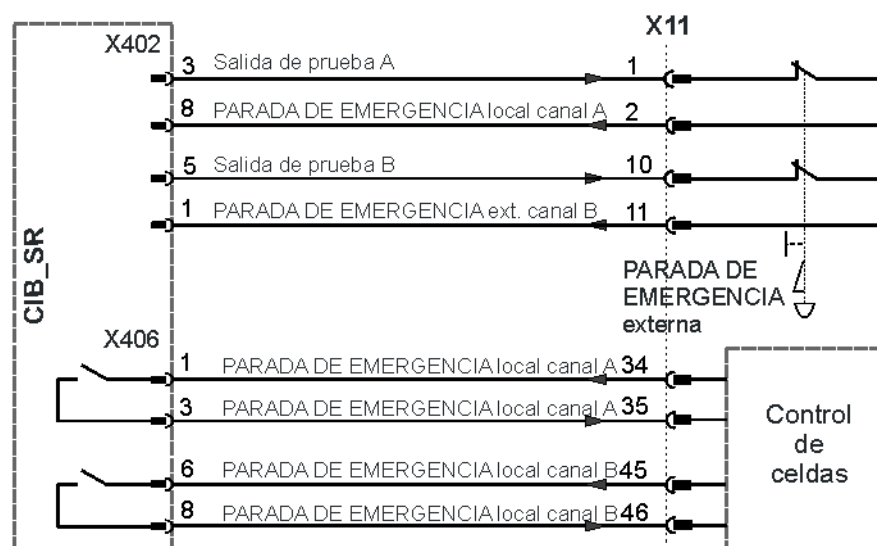 X11
X402
3 Salida de prueba A 1
8 PARADA DE EMERGENCIA local canal A 2
5 Salida de prueba B 10
1 PARADA DE EMERGENCIA ext. canal B 11
CIB_SR
PARADA DE
EMERGENCIA
externa
X406
1 PARADA DE EMERGENCIA local canal A 34
3 PARADA DE EMERGENCIA local canal A 35
6 PARADA DE EMERGENCIA local canal B 45
8 PARADA DE EMERGENCIA local canal B 46
Control
de
celdas